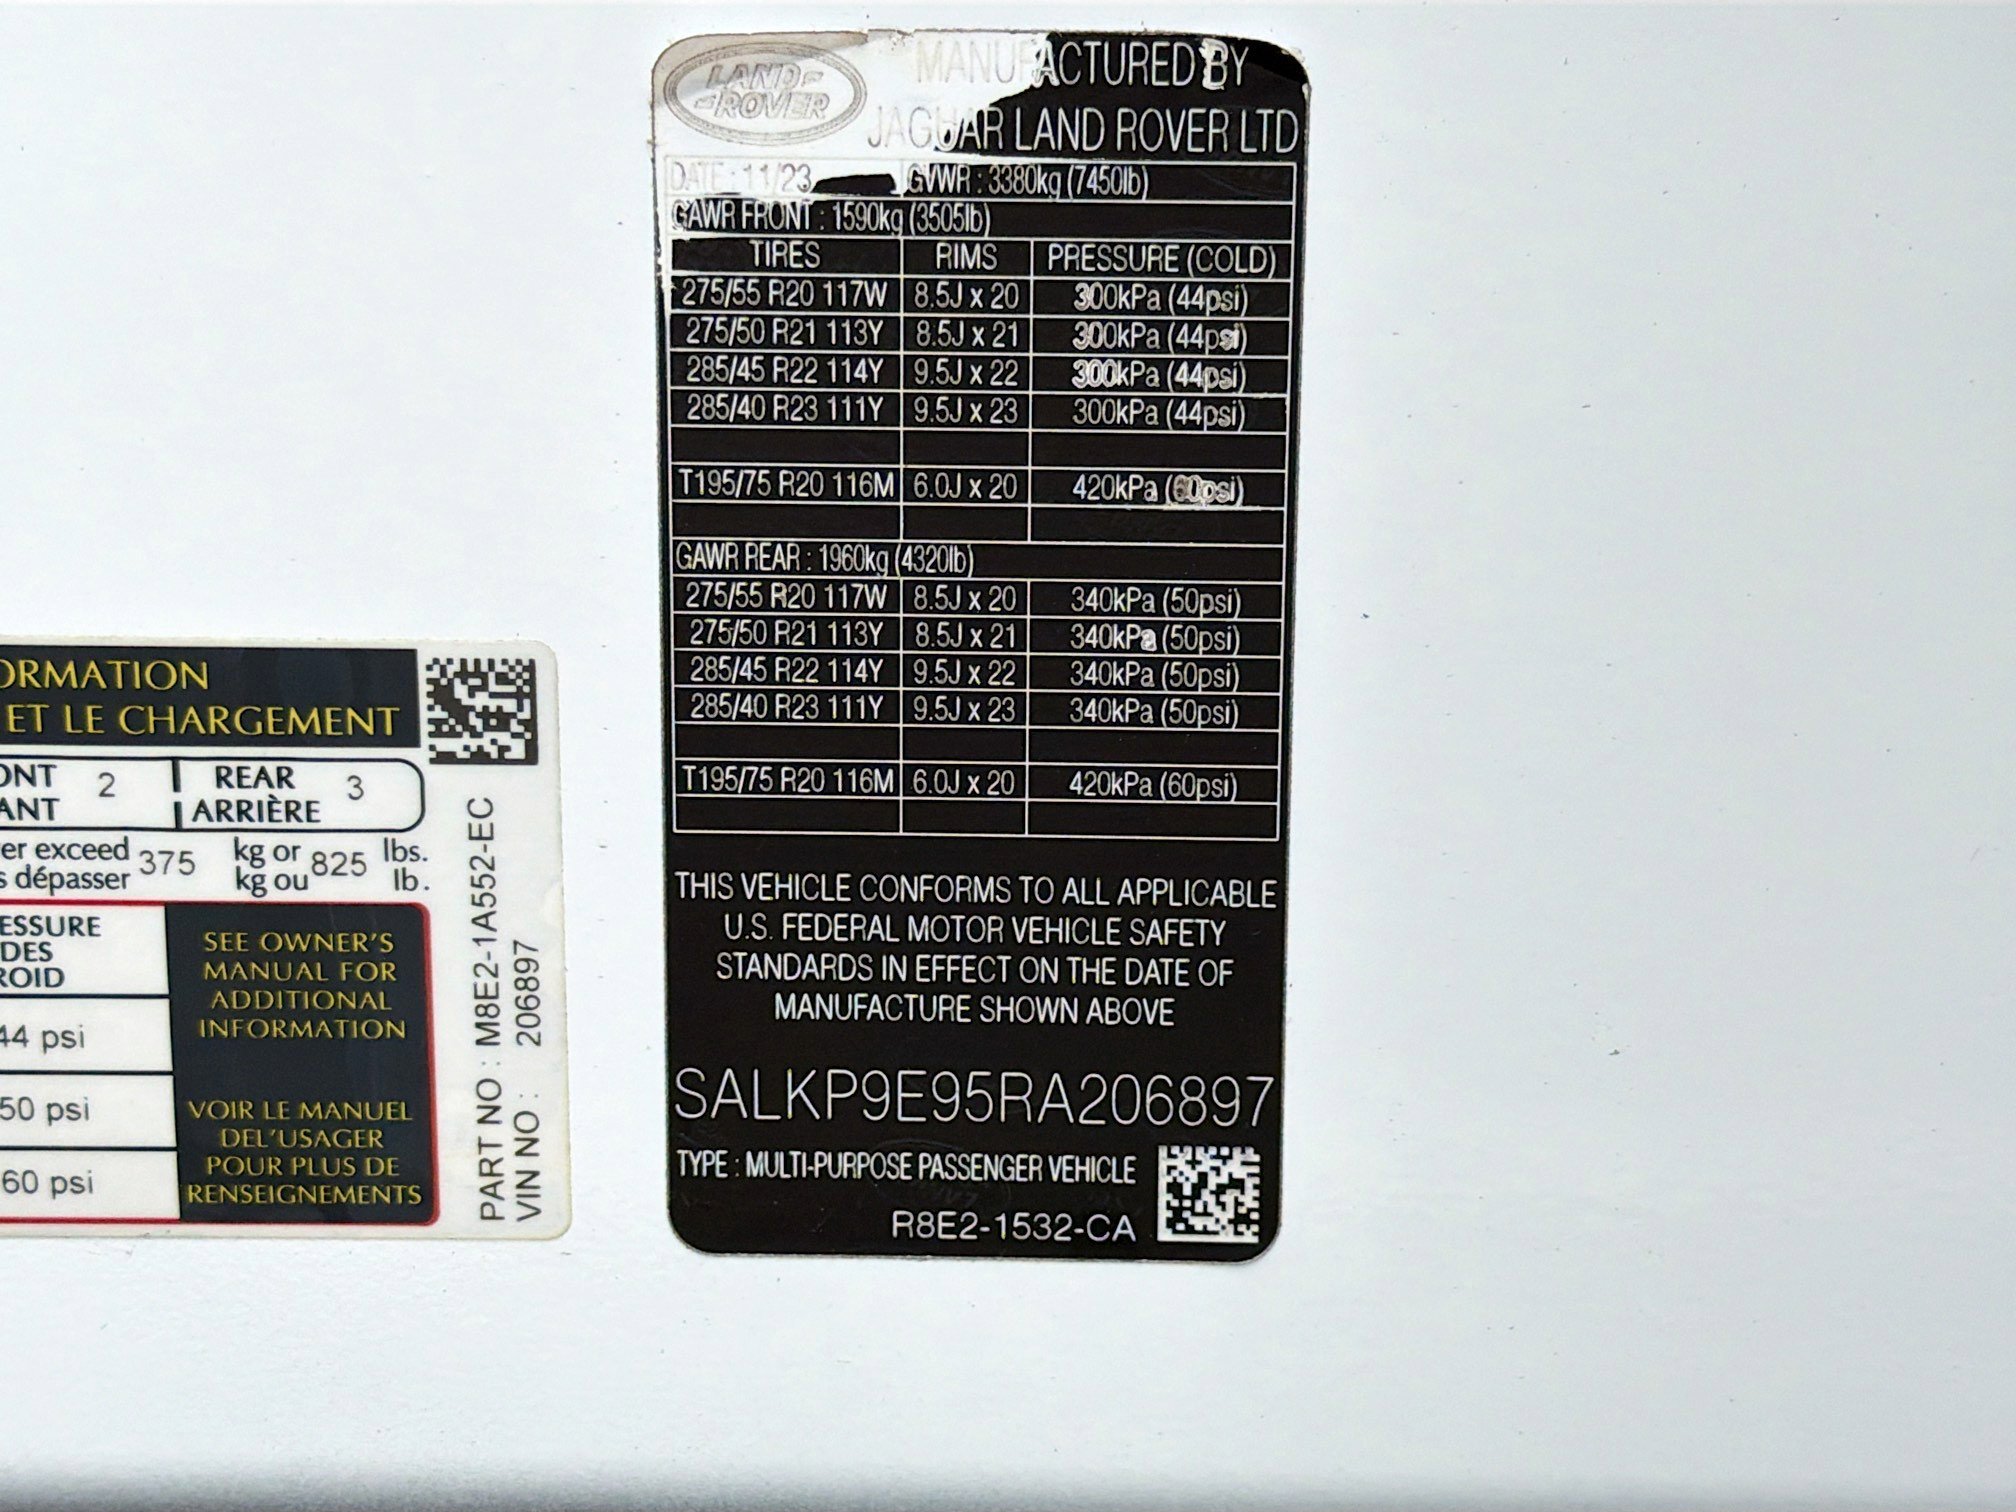 LAND-
-ROVER
MANUFACTURED BY
JAGUAR LAND ROVER LTD
DATE : 11/23 GVWR : 3380kg (7450lb)
GAWR FRONT : 1590kg (3505lb)
TIRES RIMS PRESSURE (COLD)
275/55 R20 117W 8.5J x 20 300kPa (44psi)
275/50 R21 113Y 8.5J x 21 300kPa (44psi)
285/45 R22 114Y 9.5J x 22 300kPa (44psi)
285/40 R23 111Y 9.5J x 23 300kPa (44psi)
T195/75 R20 116M 6.0J x 20 420kPa (60psi)
GAWR REAR : 1960kg (4320lb)
275/55 R20 117W 8.5J x 20 340kPa (50psi)
275/50 R21 113Y 8.5J x 21 340kPa (50psi)
285/45 R22 114Y 9.5J x 22 340kPa (50psi)
285/40 R23 111Y 9.5J x 23 340kPa (50psi)
T195/75 R20 116M 6.0J x 20 420kPa (60psi)
THIS VEHICLE CONFORMS TO ALL APPLICABLE
U.S. FEDERAL MOTOR VEHICLE SAFETY
STANDARDS IN EFFECT ON THE DATE OF
MANUFACTURE SHOWN ABOVE
SALKP9E95RA206897
TYPE : MULTI-PURPOSE PASSENGER VEHICLE
R8E2-1532-CA
ORMATION
ET LE CHARGEMENT
ONT 2 REAR 3
ANT ARRIÈRE
er exceed 375 kg or 825 lbs.
s dépasser kg ou lb.
ESSURE
DES
ROID
44 psi
50 psi
60 psi
SEE OWNER'S
MANUAL FOR
ADDITIONAL
INFORMATION
VOIR LE MANUEL
DEL'USAGER
POUR PLUS DE
RENSEIGNEMENTS
PART NO : M8E2-1A552-EC
VIN NO : 206897